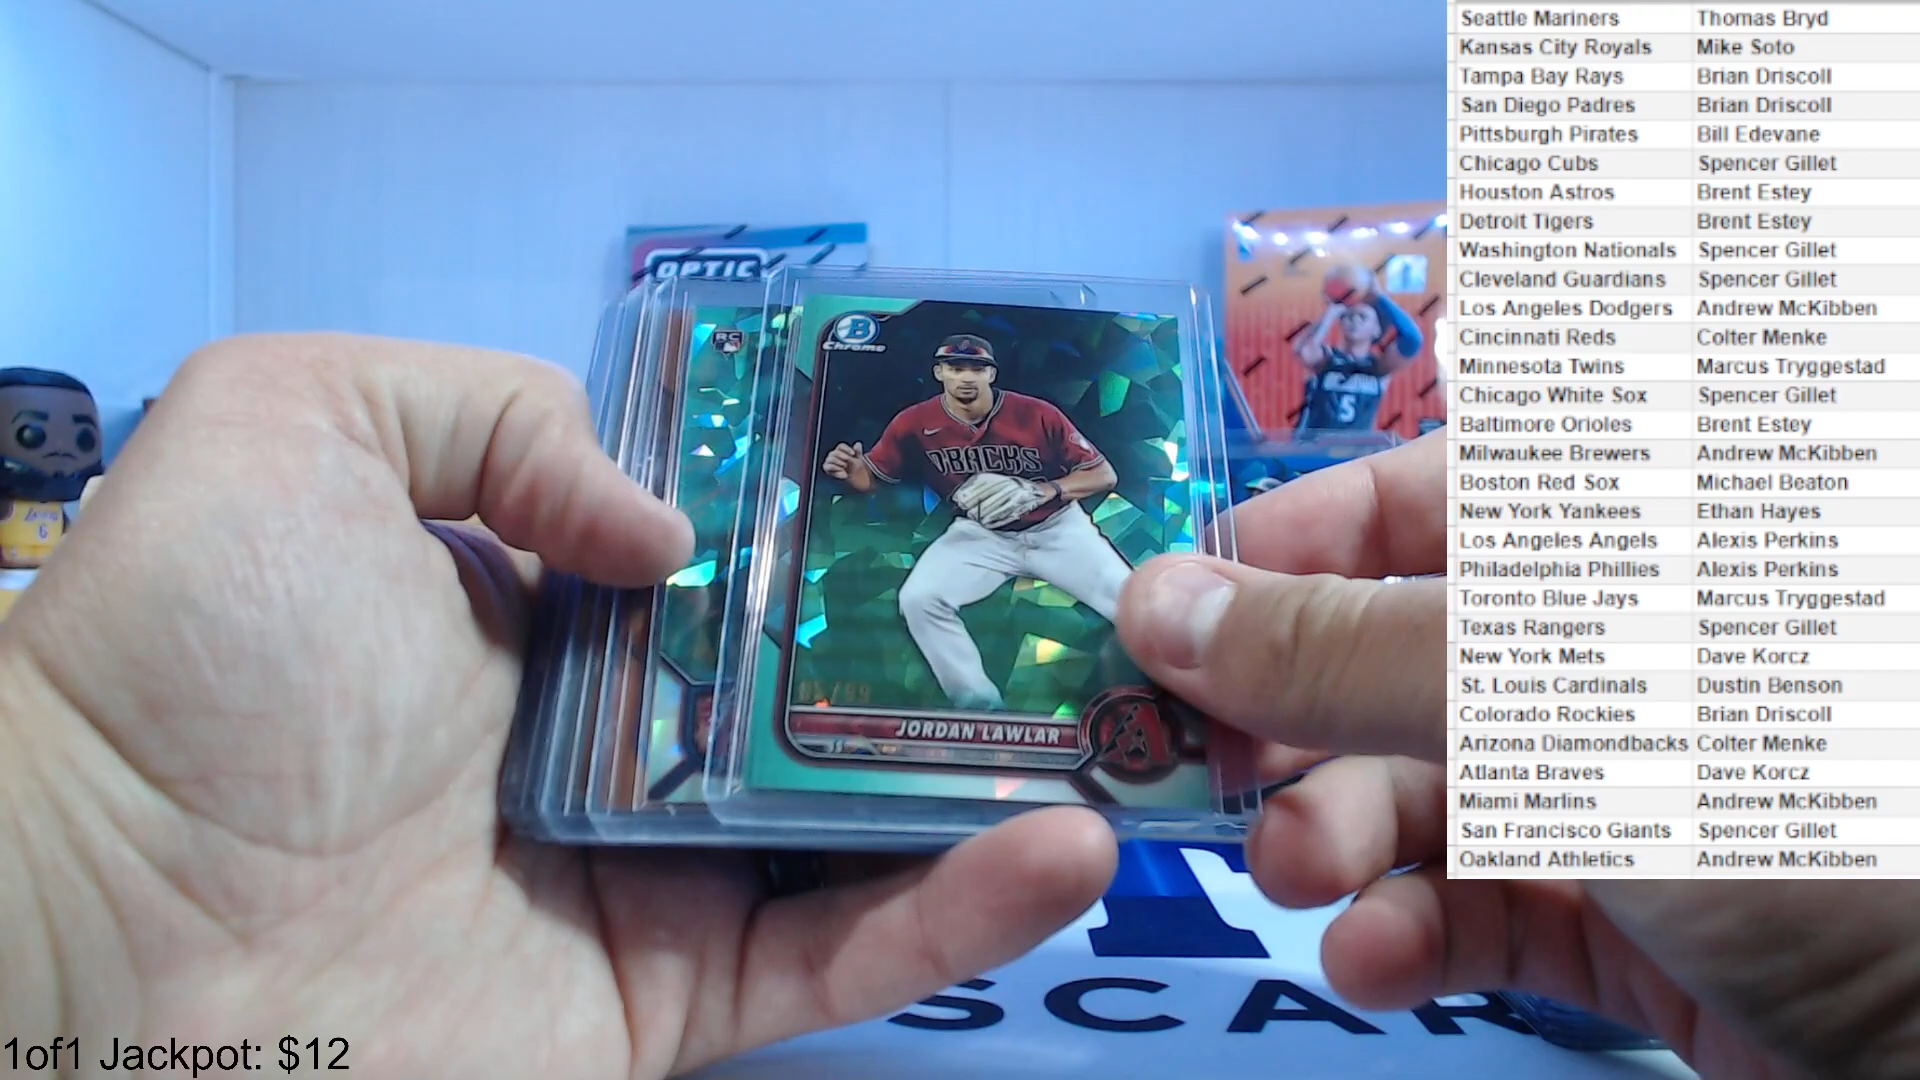 Seattle Mariners Thomas Bryd
Kansas City Royals Mike Soto
Tampa Bay Rays Brian Driscoll
San Diego Padres Brian Driscoll
Pittsburgh Pirates Bill Edevane
Chicago Cubs Spencer Gillet
Houston Astros Brent Estey
Detroit Tigers Brent Estey
Washington Nationals Spencer Gillet
Cleveland Guardians Spencer Gillet
Los Angeles Dodgers Andrew McKibben
Cincinnati Reds Colter Menke
Minnesota Twins Marcus Tryggestad
Chicago White Sox Spencer Gillet
Baltimore Orioles Brent Estey
Milwaukee Brewers Andrew McKibben
Boston Red Sox Michael Beaton
New York Yankees Ethan Hayes
Los Angeles Angels Alexis Perkins
Philadelphia Phillies Alexis Perkins
Toronto Blue Jays Marcus Tryggestad
Texas Rangers Spencer Gillet
New York Mets Dave Korcz
St. Louis Cardinals Dustin Benson
Colorado Rockies Brian Driscoll
Arizona Diamondbacks Colter Menke
Atlanta Braves Dave Korcz
Miami Marlins Andrew McKibben
San Francisco Giants Spencer Gillet
Oakland Athletics Andrew McKibben
OPTIC
RC
B
Chrome
DBACKS
JORDAN LAWLAR
SS
A
5
6
SCAR
1of1 Jackpot: $12